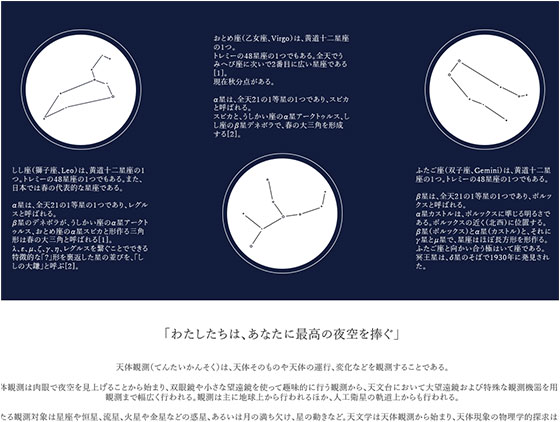 おとめ座（乙女座、Virgo）は、黄道十二星座
の1つ。
トレミーの48星座の1つでもある。全天でう
みへび座に次いで2番目に広い星座である
[1]。
現在秋分点がある。
α星は、全天21の1等星の1つであり、スピカ
と呼ばれる。
スピカと、うしかい座のα星アークトゥルス、し
し座のβ星デネボラで、春の大三角を形成
する[2]。
しし座（獅子座、Leo）は、黄道十二星座の1
つ。トレミーの48星座の1つでもある。また、
日本では春の代表的な星座である。
α星は、全天21の1等星の1つであり、レグル
スと呼ばれる。
β星のデネボラが、うしかい座のα星アークト
ゥルス、おとめ座のα星スピカと形作る三角
形は春の大三角と呼ばれる[1]。
λ、ε、μ、ζ、γ、η、レグルスを繋ぐことでできる
特徴的な「?」形を裏返した星の並びを、「し
しの大鎌」と呼ぶ[2]。
ふたご座（双子座、Gemini）は、黄道十二星
座の1つ。トレミーの48星座の1つでもある。
β星は、全天21の1等星の1つであり、ポルッ
クスと呼ばれる。
α星カストルは、ポルックスに準じる明るさで
ある。ポルックスの近く（北西）に位置する。
β星（ポルックス）とα星（カストル）と、それに
γ星とμ星で、星座はほぼ長方形を形作る。
ふたご座と向かい合う極はいて座である。
冥王星は、δ星のそばで1930年に発見され
た。
「わたしたちは、あなたに最高の夜空を捧ぐ」
天体観測（てんたいかんそく）は、天体そのものや天体の運行、変化などを観測することである。
体観測は肉眼で夜空を見上げることから始まり、双眼鏡や小さな望遠鏡を使って趣味的に行う観測から、天文台において大望遠鏡および特殊な観測機器を用
観測まで幅広く行われる。観測は主に地球上から行われるほか、人工衛星の軌道上からも行われる。
たる観測対象は星座や恒星、流星、火星や金星などの惑星、あるいは月の満ち欠け、星の動きなど。天文学は天体観測から始まり、天体現象の物理学的探求は